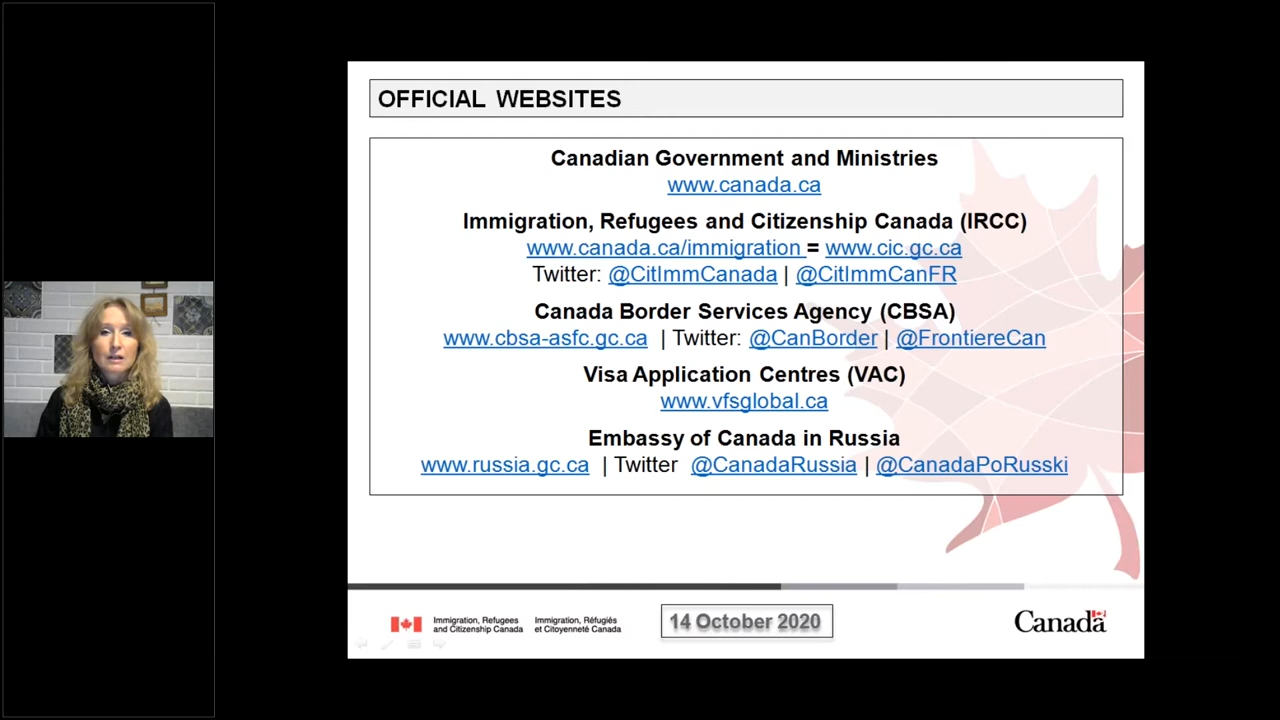 OFFICIAL WEBSITES
Canadian Government and Ministries
www.canada.ca
Immigration, Refugees and Citizenship Canada (IRCC)
www.canada.ca/immigration = www.cic.gc.ca
Twitter: @CitImmCanada | @CitImmCanFR
Canada Border Services Agency (CBSA)
www.cbsa-asfc.gc.ca | Twitter: @CanBorder | @FrontiereCan
Visa Application Centres (VAC)
www.vfsglobal.ca
Embassy of Canada in Russia
www.russia.gc.ca | Twitter @CanadaRussia | @CanadaPoRusski
Immigration, Refugees and Citizenship Canada
Immigration, Réfugiés et Citoyenneté Canada
14 October 2020
Canada